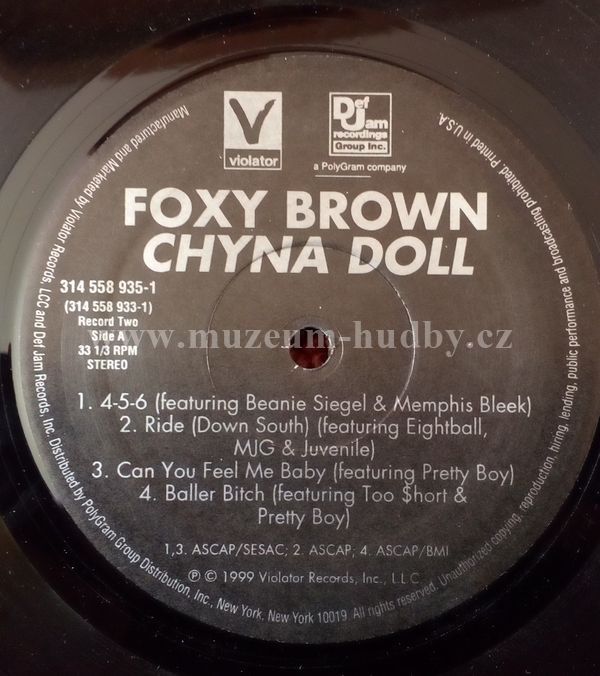 V
violator
Def
Jam
recordings
Group Inc.
a PolyGram company
FOXY BROWN
CHYNA DOLL
314 558 935-1
(314 558 933-1)
Record Two
Side A
33 1/3 RPM
STEREO
www.muzeum-hudby.cz
1. 4-5-6 (featuring Beanie Siegel & Memphis Bleek)
2. Ride (Down South) (featuring Eightball,
MJG & Juvenile)
3. Can You Feel Me Baby (featuring Pretty Boy)
4. Baller Bitch (featuring Too $hort &
Pretty Boy)
1,3. ASCAP/SESAC; 2. ASCAP; 4. ASCAP/BMI
℗ © 1999 Violator Records, Inc., L.L.C.
Manufactured and Marketed by Violator Records, LCC and Def Jam Records, Inc. Distributed by PolyGram Group Distribution, Inc., New York, New York 10019. All rights reserved. Unauthorized copying, reproduction, hiring, lending, public performance and broadcasting prohibited. Printed in U.S.A.